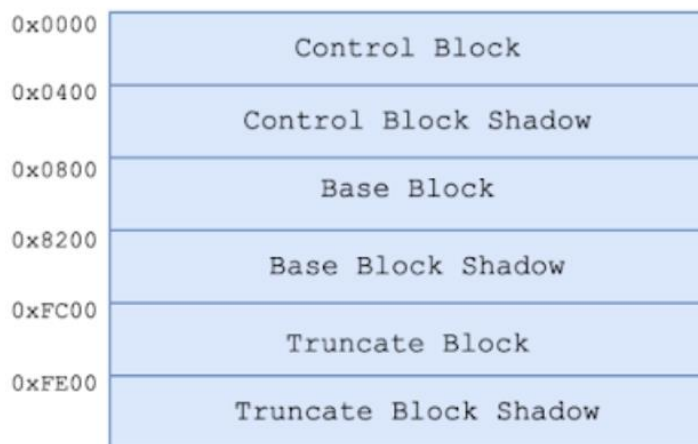 0x0000
Control Block
0x0400
Control Block Shadow
0x0800
Base Block
0x8200
Base Block Shadow
0xFC00
Truncate Block
0xFE00
Truncate Block Shadow